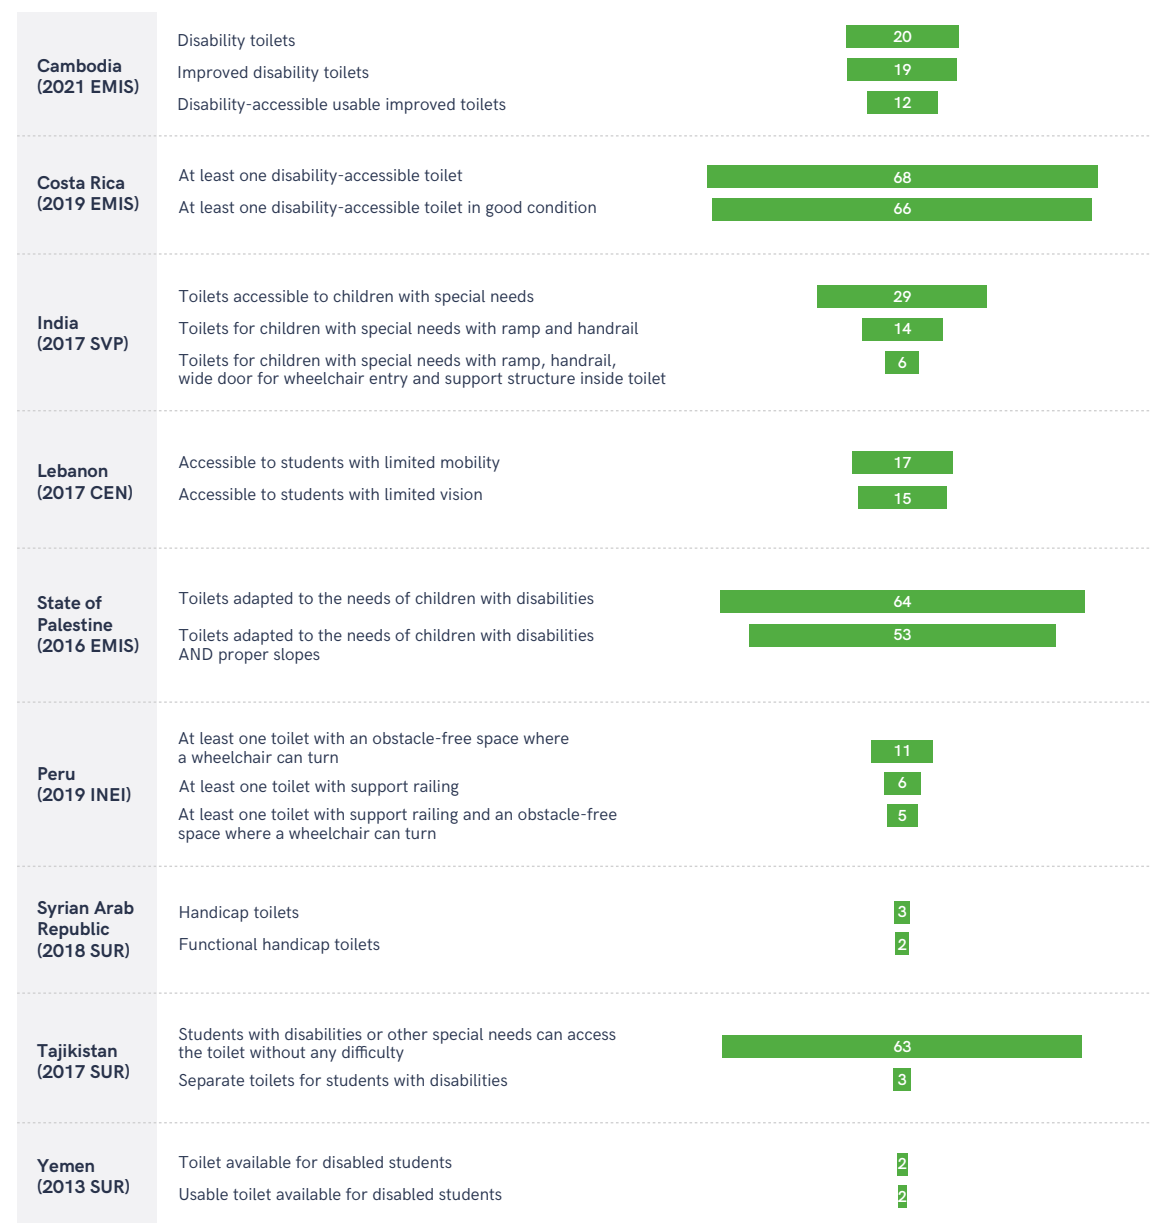 Cambodia
(2021 EMIS)
Disability toilets
20
Improved disability toilets
19
Disability-accessible usable improved toilets
12
Costa Rica
(2019 EMIS)
At least one disability-accessible toilet
68
At least one disability-accessible toilet in good condition
66
India
(2017 SVP)
Toilets accessible to children with special needs
29
Toilets for children with special needs with ramp and handrail
14
Toilets for children with special needs with ramp, handrail,
wide door for wheelchair entry and support structure inside toilet
6
Lebanon
(2017 CEN)
Accessible to students with limited mobility
17
Accessible to students with limited vision
15
State of
Palestine
(2016 EMIS)
Toilets adapted to the needs of children with disabilities
64
Toilets adapted to the needs of children with disabilities
AND proper slopes
53
Peru
(2019 INEI)
At least one toilet with an obstacle-free space where
a wheelchair can turn
11
At least one toilet with support railing
6
At least one toilet with support railing and an obstacle-free
space where a wheelchair can turn
5
Syrian Arab
Republic
(2018 SUR)
Handicap toilets
3
Functional handicap toilets
2
Tajikistan
(2017 SUR)
Students with disabilities or other special needs can access
the toilet without any difficulty
63
Separate toilets for students with disabilities
3
Yemen
(2013 SUR)
Toilet available for disabled students
2
Usable toilet available for disabled students
2